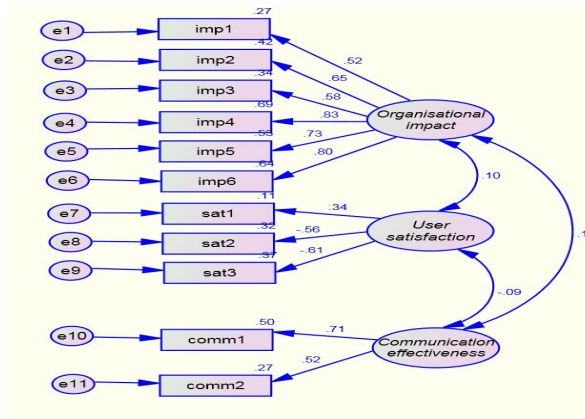 .27
e1
imp1
.42
.52
e2
imp2
.65
.34
e3
imp3
.58
.69
e4
imp4
.83
Organisational
impact
e5
imp5
.73
.64
e6
imp6
.80
.11
.10
e7
sat1
.34
.32
User
satisfaction
e8
sat2
-.56
.37
e9
sat3
-.61
-.09
.50
e10
comm1
.71
Communication
effectiveness
.27
e11
comm2
.52